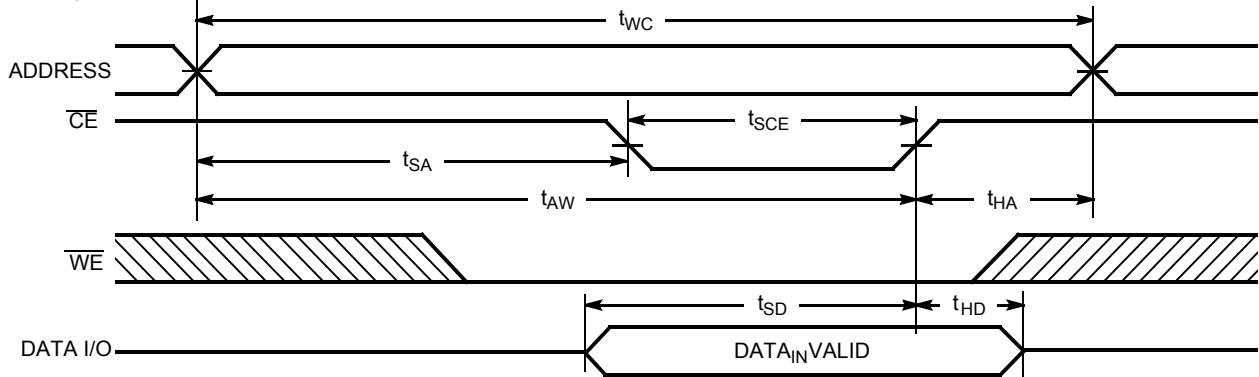 tWC
ADDRESS
CE
tSCE
tSA
tAW
tHA
WE
tSD
tHD
DATA I/O
DATAINVALID